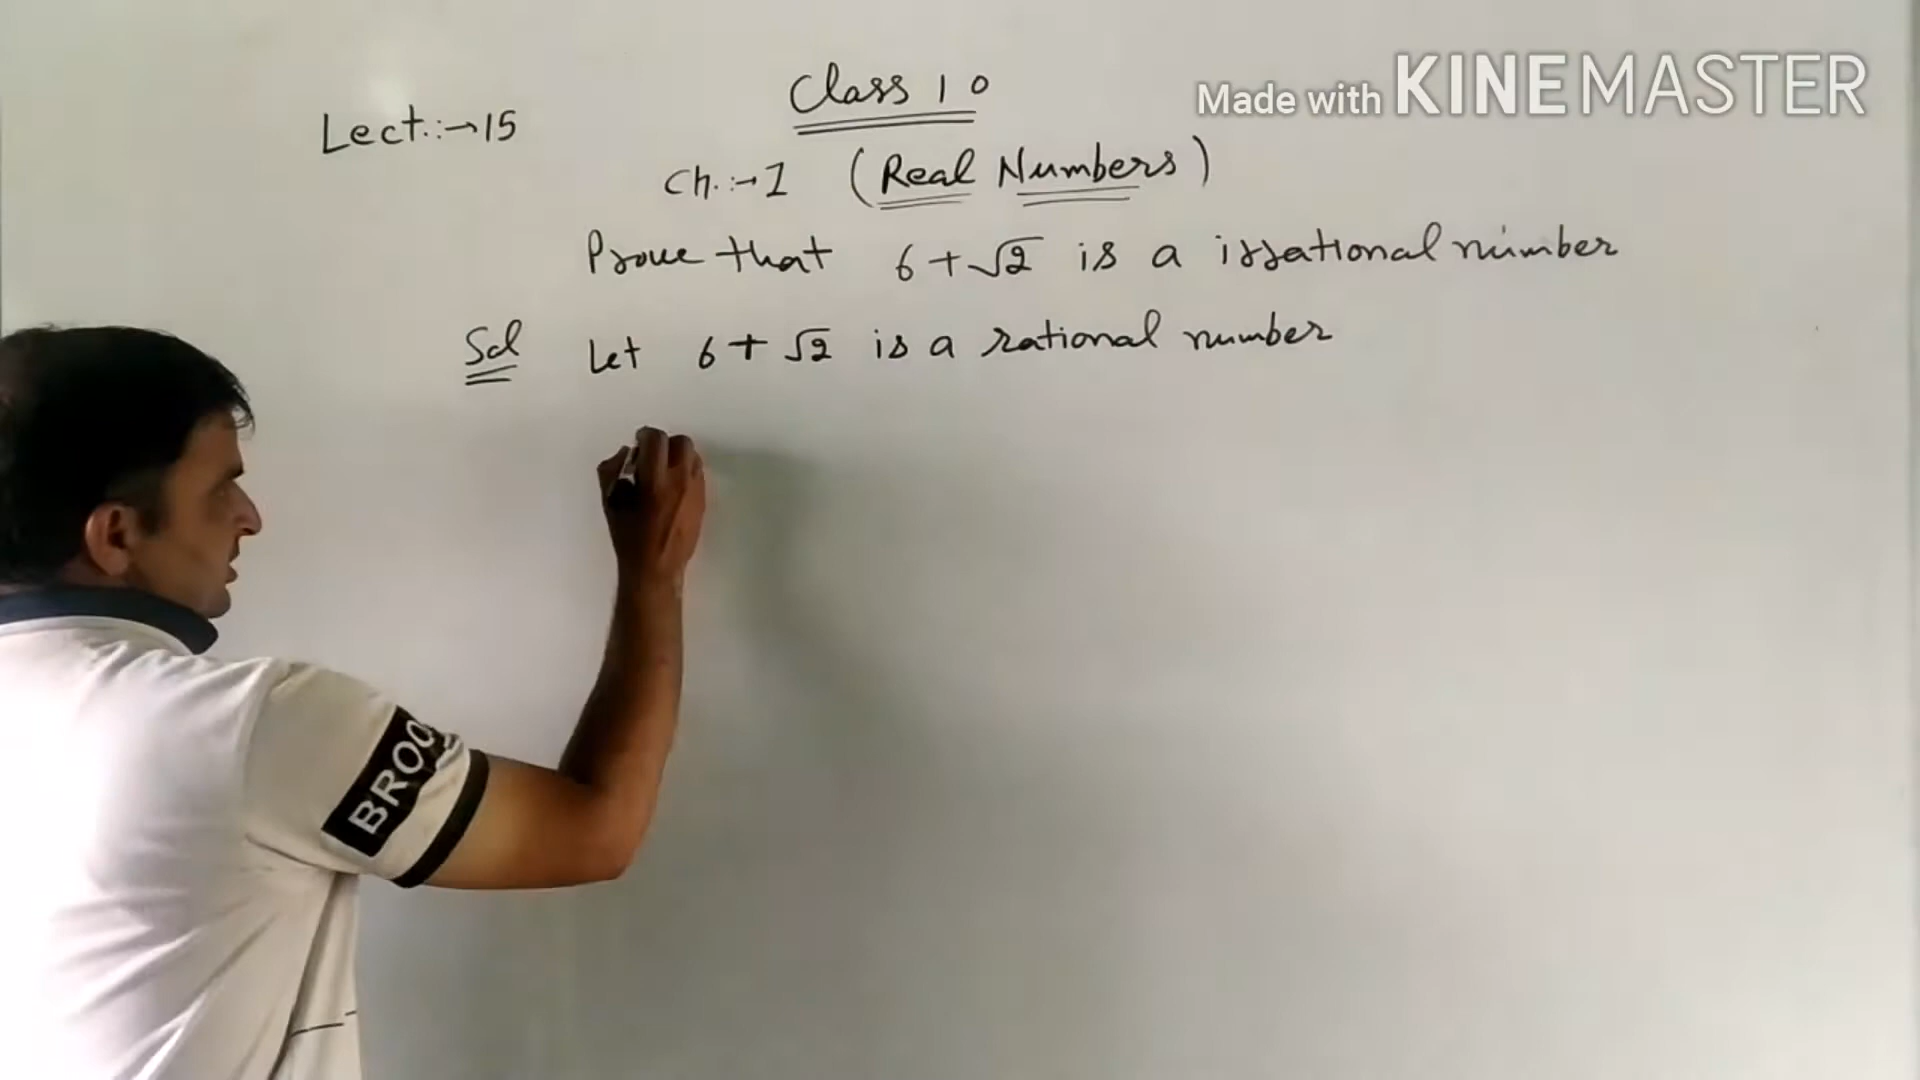 Made with KINEMASTER
Class 10
Lect.:→15
Ch.:→1 (Real Numbers)
Prove that 6+√2 is a irrational number
Sol Let 6+√2 is a rational number
BROO